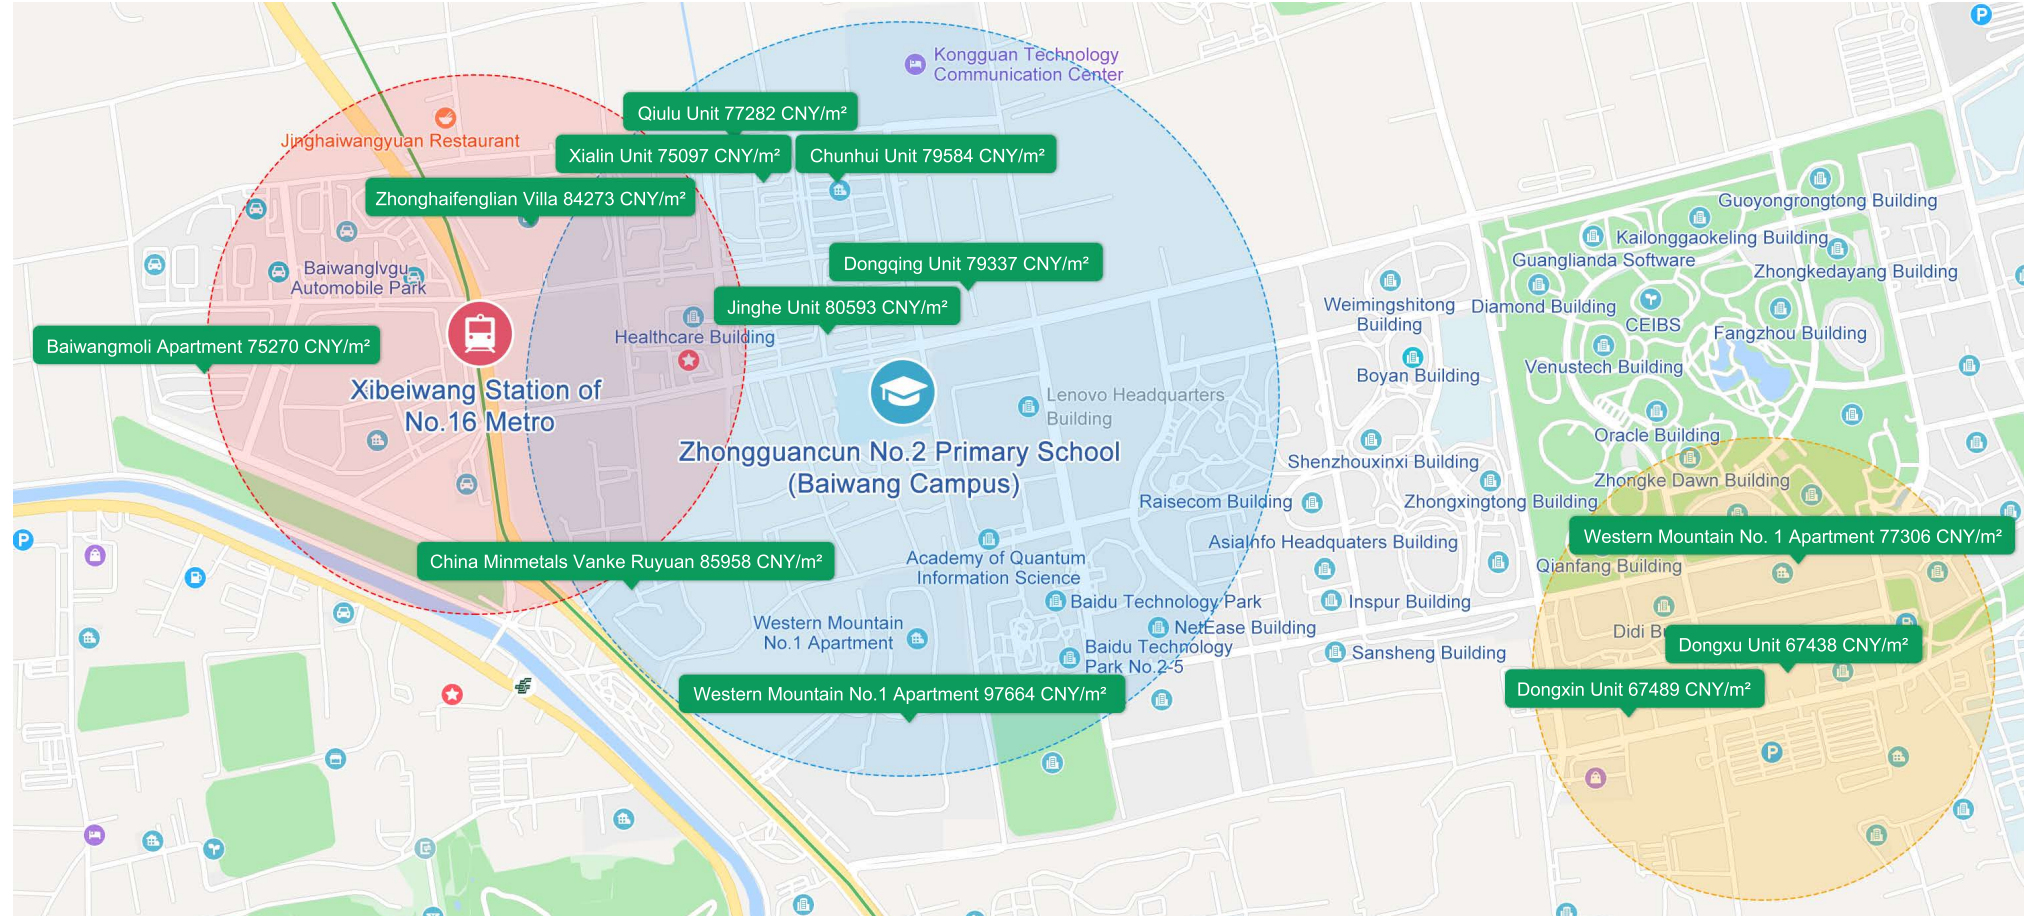 Kongguan Technology
Communication Center
Qiulu Unit 77282 CNY/m²
Jinghaiwangyuan Restaurant
Xialin Unit 75097 CNY/m²
Chunhui Unit 79584 CNY/m²
Zhonghaifenglian Villa 84273 CNY/m²
Guoyongrongtong Building
Kailonggaokeling Building
Guanglianda Software
Zhongkedayang Building
Dongqing Unit 79337 CNY/m²
Baiwanglvgu
Automobile Park
Jinghe Unit 80593 CNY/m²
Weimingshitong
Building
Diamond Building
CEIBS
Fangzhou Building
Healthcare Building
Baiwangmoli Apartment 75270 CNY/m²
Venustech Building
Boyan Building
Xibeiwang Station of
No.16 Metro
Lenovo Headquarters
Building
Oracle Building
Zhongguancun No.2 Primary School
(Baiwang Campus)
Shenzhouxinxi Building
Zhongke Dawn Building
Raisecom Building
Zhongxingtong Building
Western Mountain No. 1 Apartment 77306 CNY/m²
AsiaInfo Headquaters Building
China Minmetals Vanke Ruyuan 85958 CNY/m²
Academy of Quantum
Information Science
Qianfang Building
Baidu Technology Park
Inspur Building
Western Mountain
No.1 Apartment
NetEase Building
Didi B
Baidu Technology
Park No.2-5
Sansheng Building
Dongxu Unit 67438 CNY/m²
Dongxin Unit 67489 CNY/m²
Western Mountain No.1 Apartment 97664 CNY/m²
P
P
P